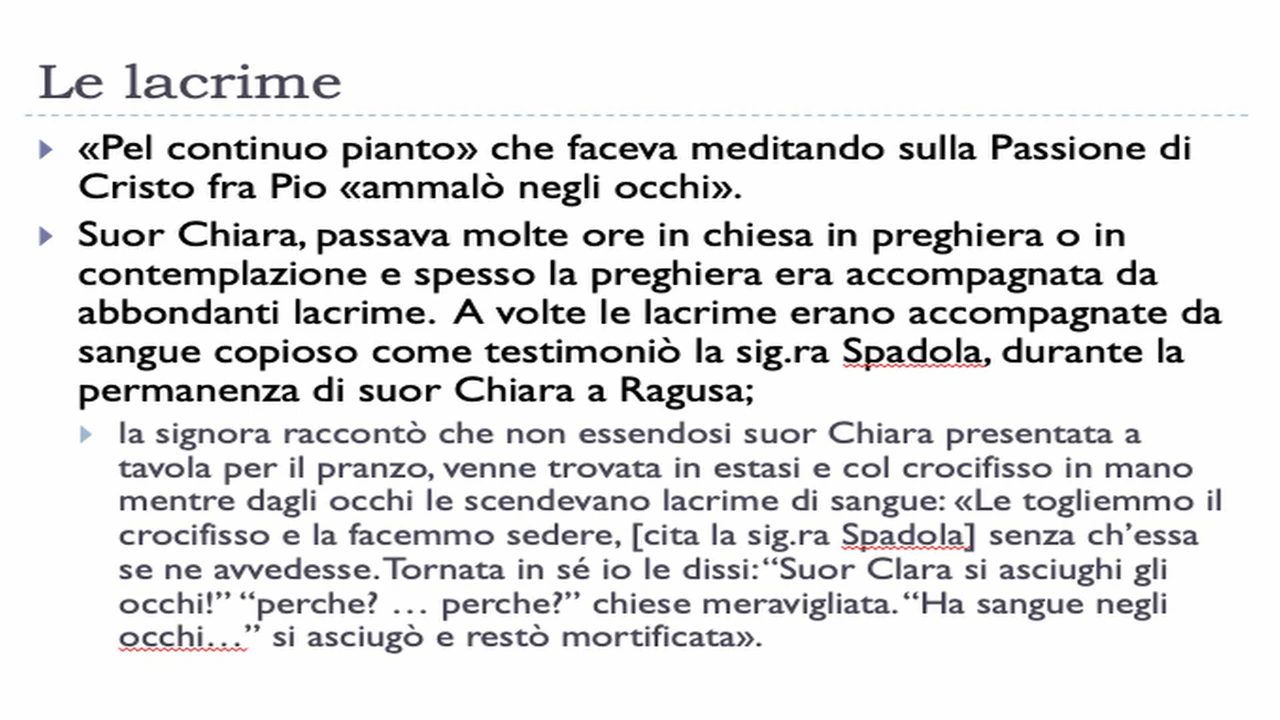 Le lacrime
«Pel continuo pianto» che faceva meditando sulla Passione di
Cristo fra Pio «ammalò negli occhi».
Suor Chiara, passava molte ore in chiesa in preghiera o in
contemplazione e spesso la preghiera era accompagnata da
abbondanti lacrime. A volte le lacrime erano accompagnate da
sangue copioso come testimoniò la sig.ra Spadola, durante la
permanenza di suor Chiara a Ragusa;
la signora raccontò che non essendosi suor Chiara presentata a
tavola per il pranzo, venne trovata in estasi e col crocifisso in mano
mentre dagli occhi le scendevano lacrime di sangue: «Le togliemmo il
crocifisso e la facemmo sedere, [cita la sig.ra Spadola] senza ch’essa
se ne avvedesse. Tornata in sé io le dissi: “Suor Clara si asciughi gli
occhi!” “perche? … perche?” chiese meravigliata. “Ha sangue negli
occhi…” si asciugò e restò mortificata».